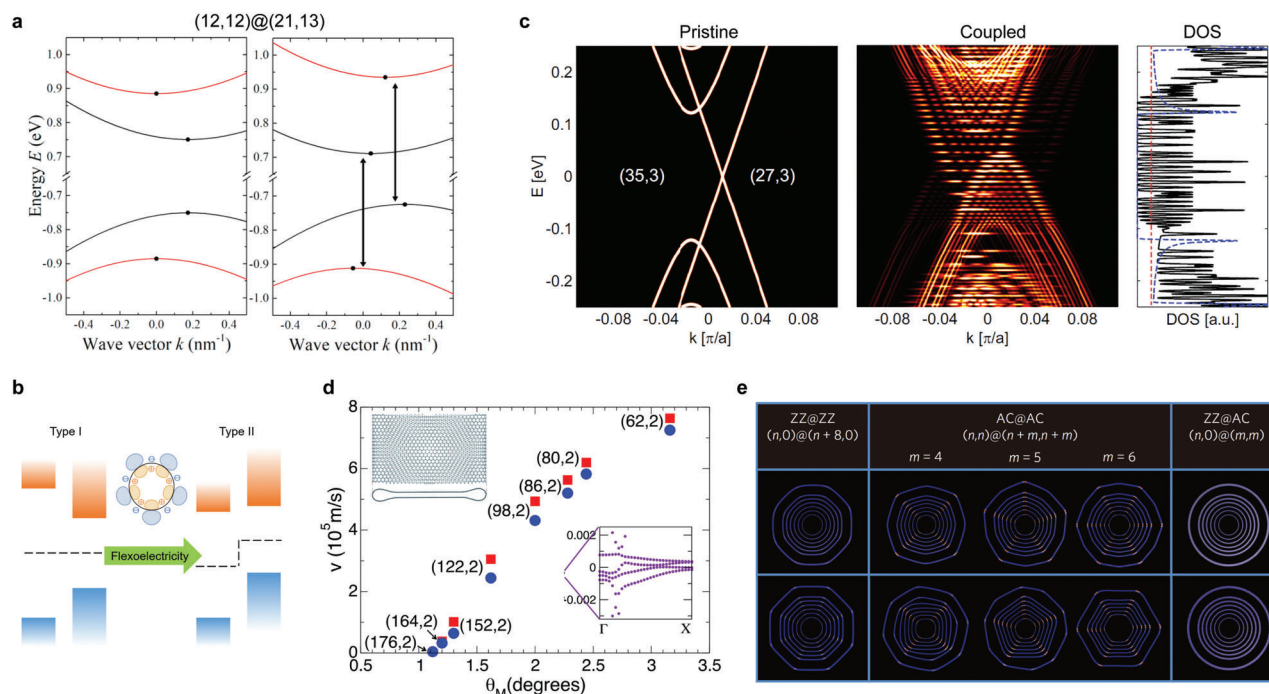 a
(12,12)@(21,13)
Energy E (eV)
1.0
0.9
0.8
0.7
-0.7
-0.8
-0.9
-1.0
-0.4 -0.2 0.0 0.2 0.4
-0.4 -0.2 0.0 0.2 0.4
Wave vector k (nm⁻¹)
Wave vector k (nm⁻¹)
b
Type I
Type II
Flexoelectricity
c
Pristine
Coupled
DOS
E [eV]
0.2
0.1
0
-0.1
-0.2
(35,3)
(27,3)
-0.08 -0.04 0 0.04 0.08
k [π/a]
-0.08 -0.04 0 0.04 0.08
k [π/a]
DOS [a.u.]
d
v (10⁵m/s)
8
6
4
2
0
(62,2)
(80,2)
(86,2)
(98,2)
(122,2)
(164,2)
(152,2)
(176,2)
0.002
0
-0.002
Γ X
0.5 1.0 1.5 2.0 2.5 3.0 3.5
θM(degrees)
e
ZZ@ZZ
(n,0)@(n + 8,0)
AC@AC
(n,n)@(n + m,n + m)
m = 4 m = 5 m = 6
ZZ@AC
(n,0)@(m,m)